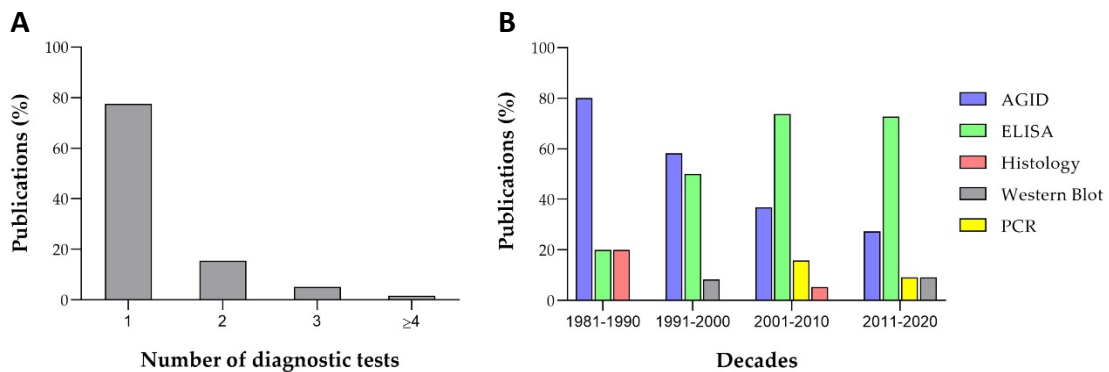 A
Publications (%)
100
80
60
40
20
0
1 2 3 ≥4
Number of diagnostic tests
B
Publications (%)
100
80
60
40
20
0
1981-1990 1991-2000 2001-2010 2011-2020
Decades
AGID
ELISA
Histology
Western Blot
PCR